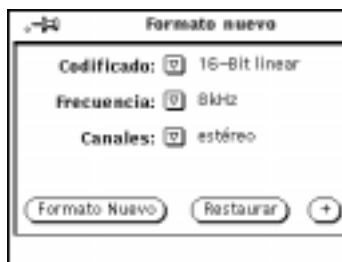 Formato nuevo
Codificado: 16-Bit linear
Frecuencia: 8kHz
Canales: estéreo
Formato Nuevo Restaurar +